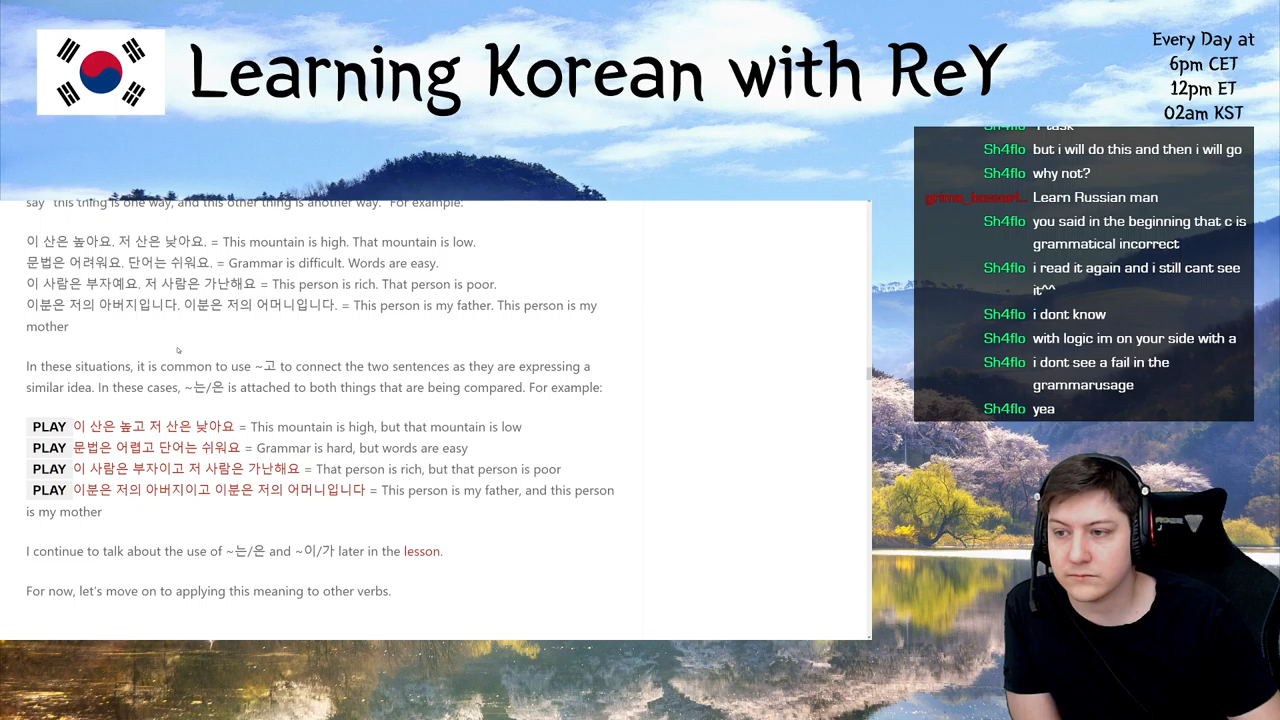 Learning Korean with ReY
Every Day at
6pm CET
12pm ET
02am KST
say "this thing is one way, and this other thing is another way." For example:
이 산은 높아요. 저 산은 낮아요. = This mountain is high. That mountain is low.
문법은 어려워요. 단어는 쉬워요. = Grammar is difficult. Words are easy.
이 사람은 부자예요. 저 사람은 가난해요 = This person is rich. That person is poor.
이분은 저의 아버지입니다. 이분은 저의 어머니입니다. = This person is my father. This person is my
mother
In these situations, it is common to use ~고 to connect the two sentences as they are expressing a
similar idea. In these cases, ~는/은 is attached to both things that are being compared. For example:
PLAY 이 산은 높고 저 산은 낮아요 = This mountain is high, but that mountain is low
PLAY 문법은 어렵고 단어는 쉬워요 = Grammar is hard, but words are easy
PLAY 이 사람은 부자이고 저 사람은 가난해요 = That person is rich, but that person is poor
PLAY 이분은 저의 아버지이고 이분은 저의 어머니입니다 = This person is my father, and this person
is my mother
I continue to talk about the use of ~는/은 and ~이/가 later in the lesson.
For now, let's move on to applying this meaning to other verbs.
Sh4flo task
Sh4flo but i will do this and then i will go
Sh4flo why not?
Learn Russian man
Sh4flo you said in the beginning that c is
grammatical incorrect
Sh4flo i read it again and i still cant see
it^^
Sh4flo i dont know
Sh4flo with logic im on your side with a
Sh4flo i dont see a fail in the
grammarusage
Sh4flo yea